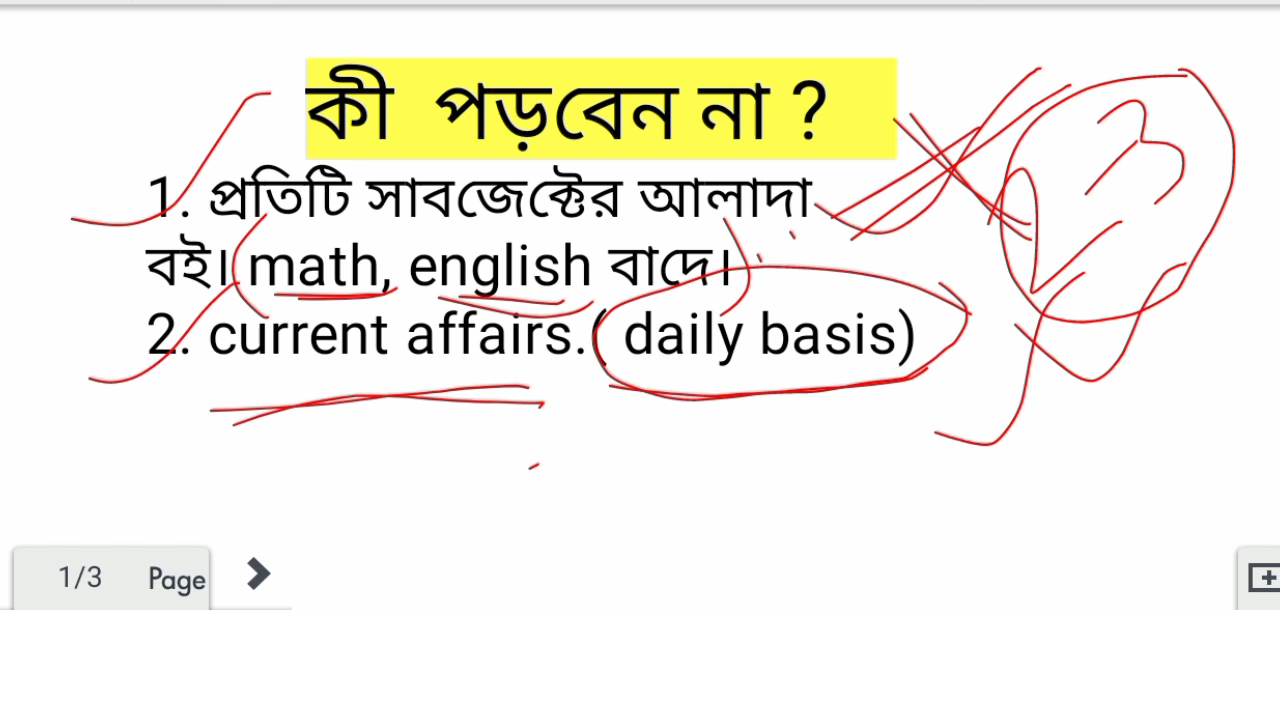 কী পড়বেন না ?
1. প্রতিটি সাবজেক্টের আলাদা
বই। math, english বাদে।
2. current affairs.( daily basis)
1/3 Page